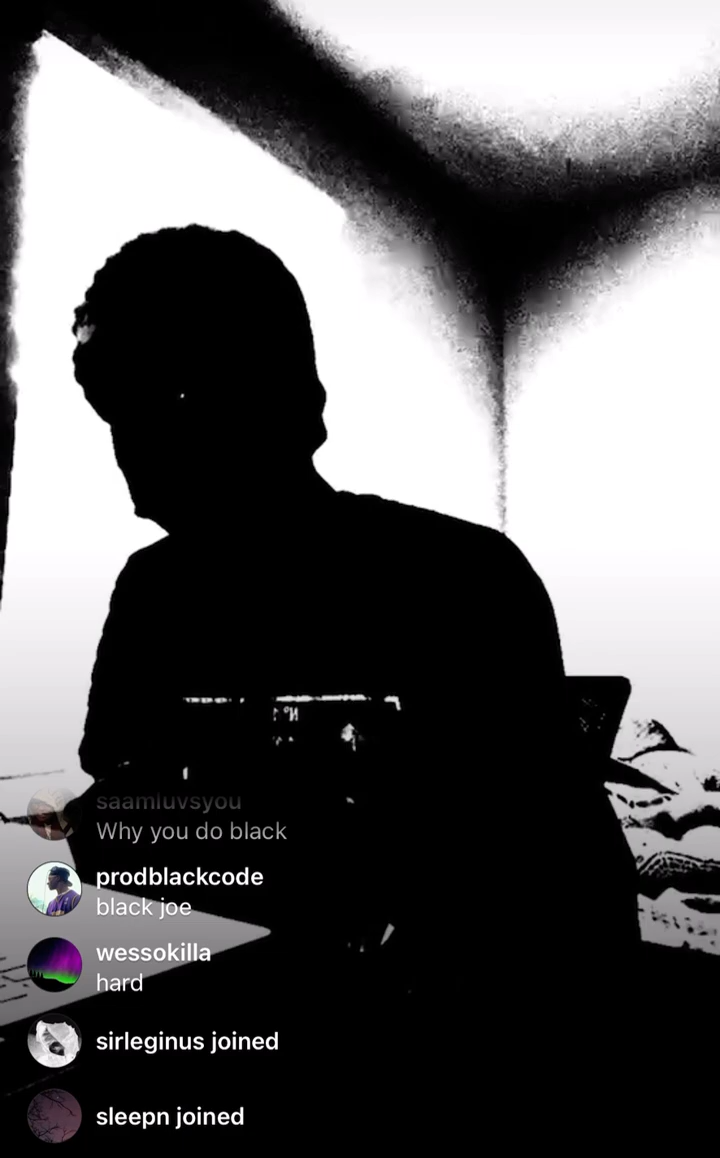 saamluvsyou
Why you do black
prodblackcode
black joe
wessokilla
hard
sirleginus joined
sleepn joined